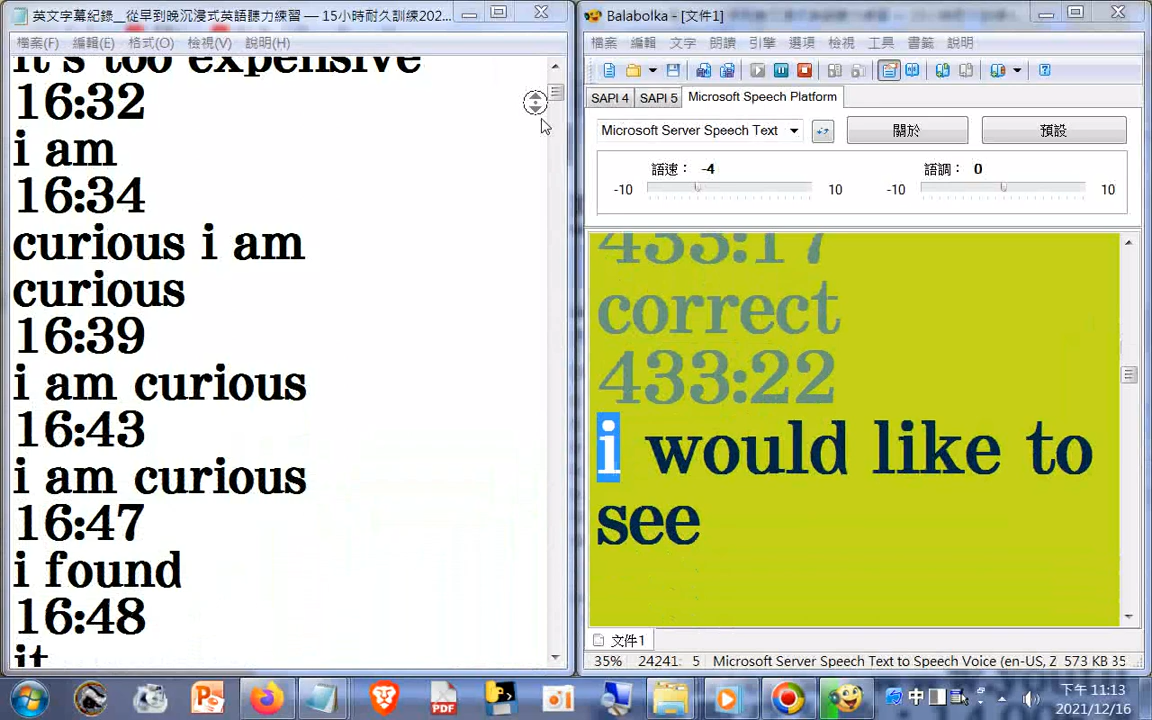 英文字幕紀錄__從早到晚沉浸式英語聽力練習 — 15小時耐久訓練202...
檔案(F) 編輯(E) 格式(O) 檢視(V) 說明(H)
it's too expensive
16:32
i am
16:34
curious i am
curious
16:39
i am curious
16:43
i am curious
16:47
i found
16:48
it
Balabolka - [文件1]
檔案 編輯 文字 朗讀 引擎 選項 檢視 工具 書籤 說明
SAPI 4 SAPI 5 Microsoft Speech Platform
Microsoft Server Speech Text 關於 預設
語速： -4 語調： 0
-10 10 -10 10
433:17
correct
433:22
i would like to
see
文件1
35% 24241: 5 Microsoft Server Speech Text to Speech Voice (en-US, Z 573 KB 35
中 下午 11:13
2021/12/16